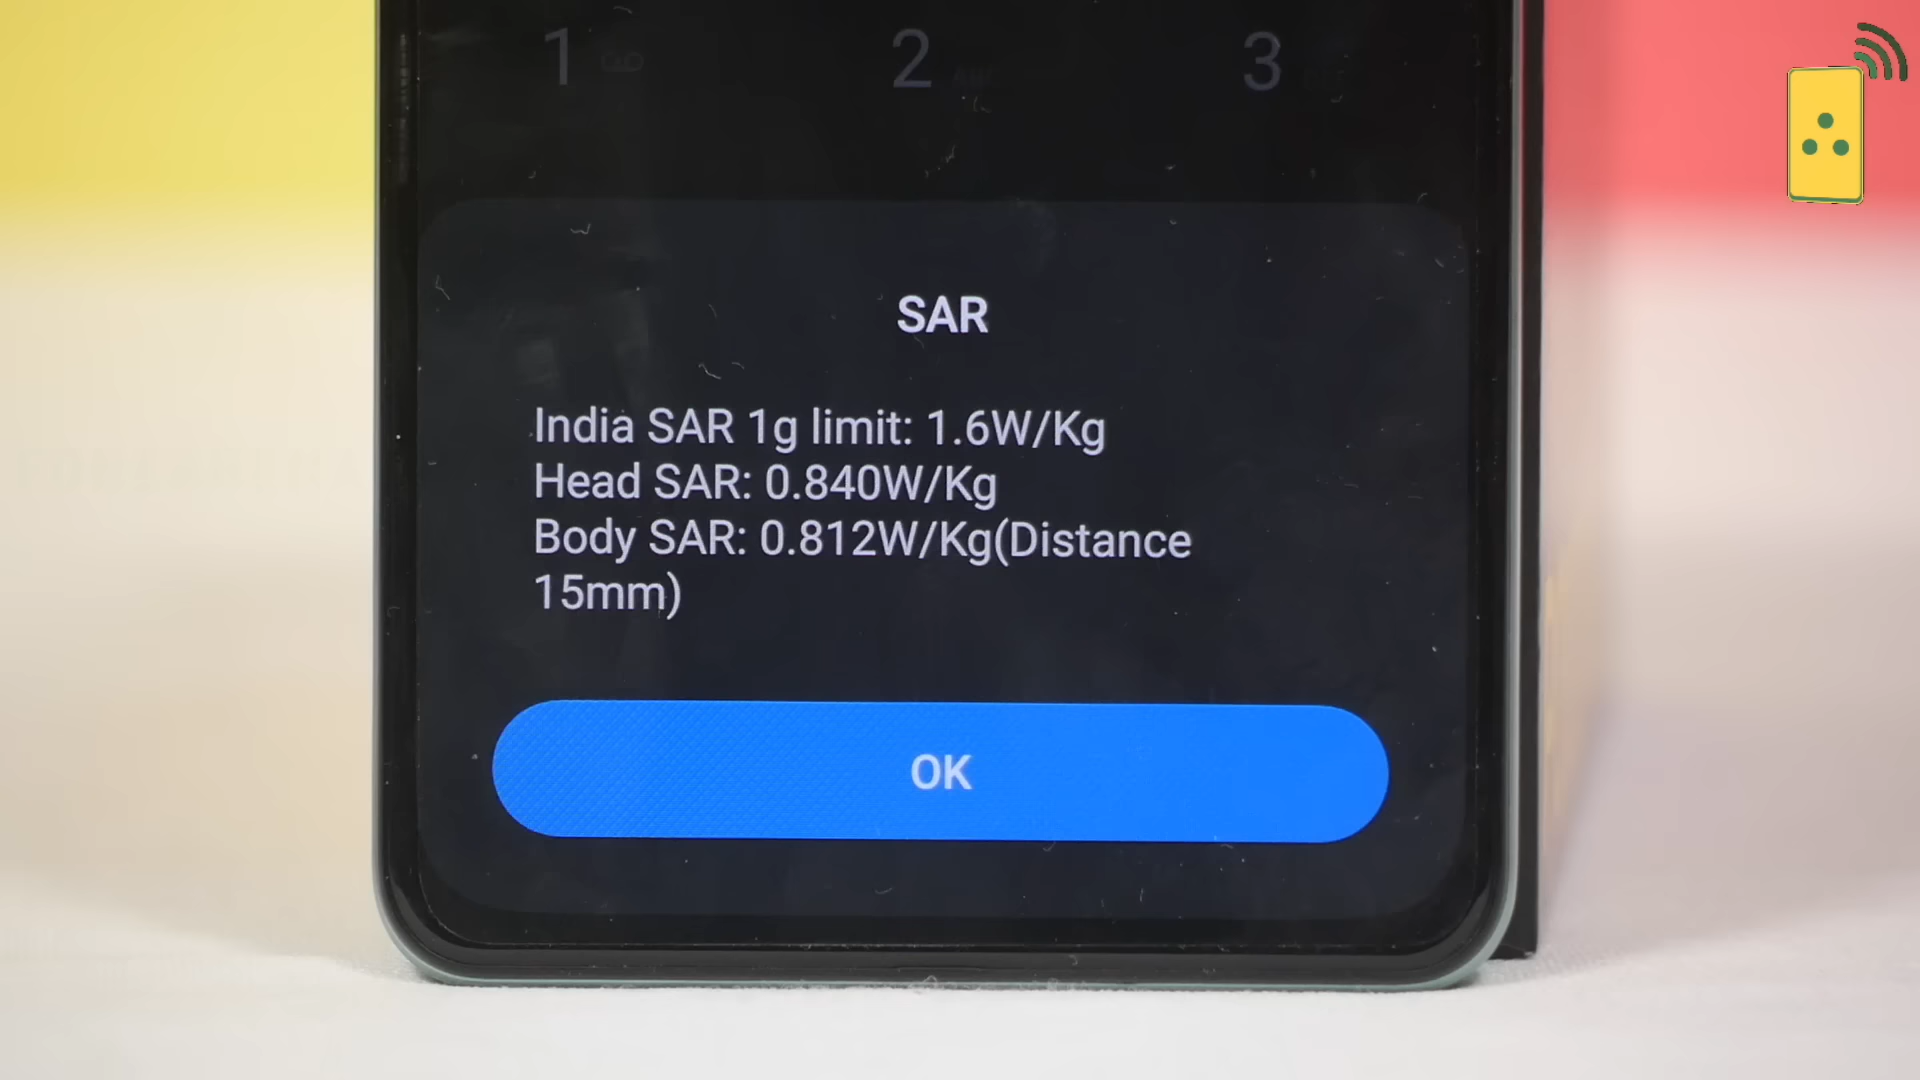 1 2 3
SAR
India SAR 1g limit: 1.6W/Kg
Head SAR: 0.840W/Kg
Body SAR: 0.812W/Kg(Distance
15mm)
OK